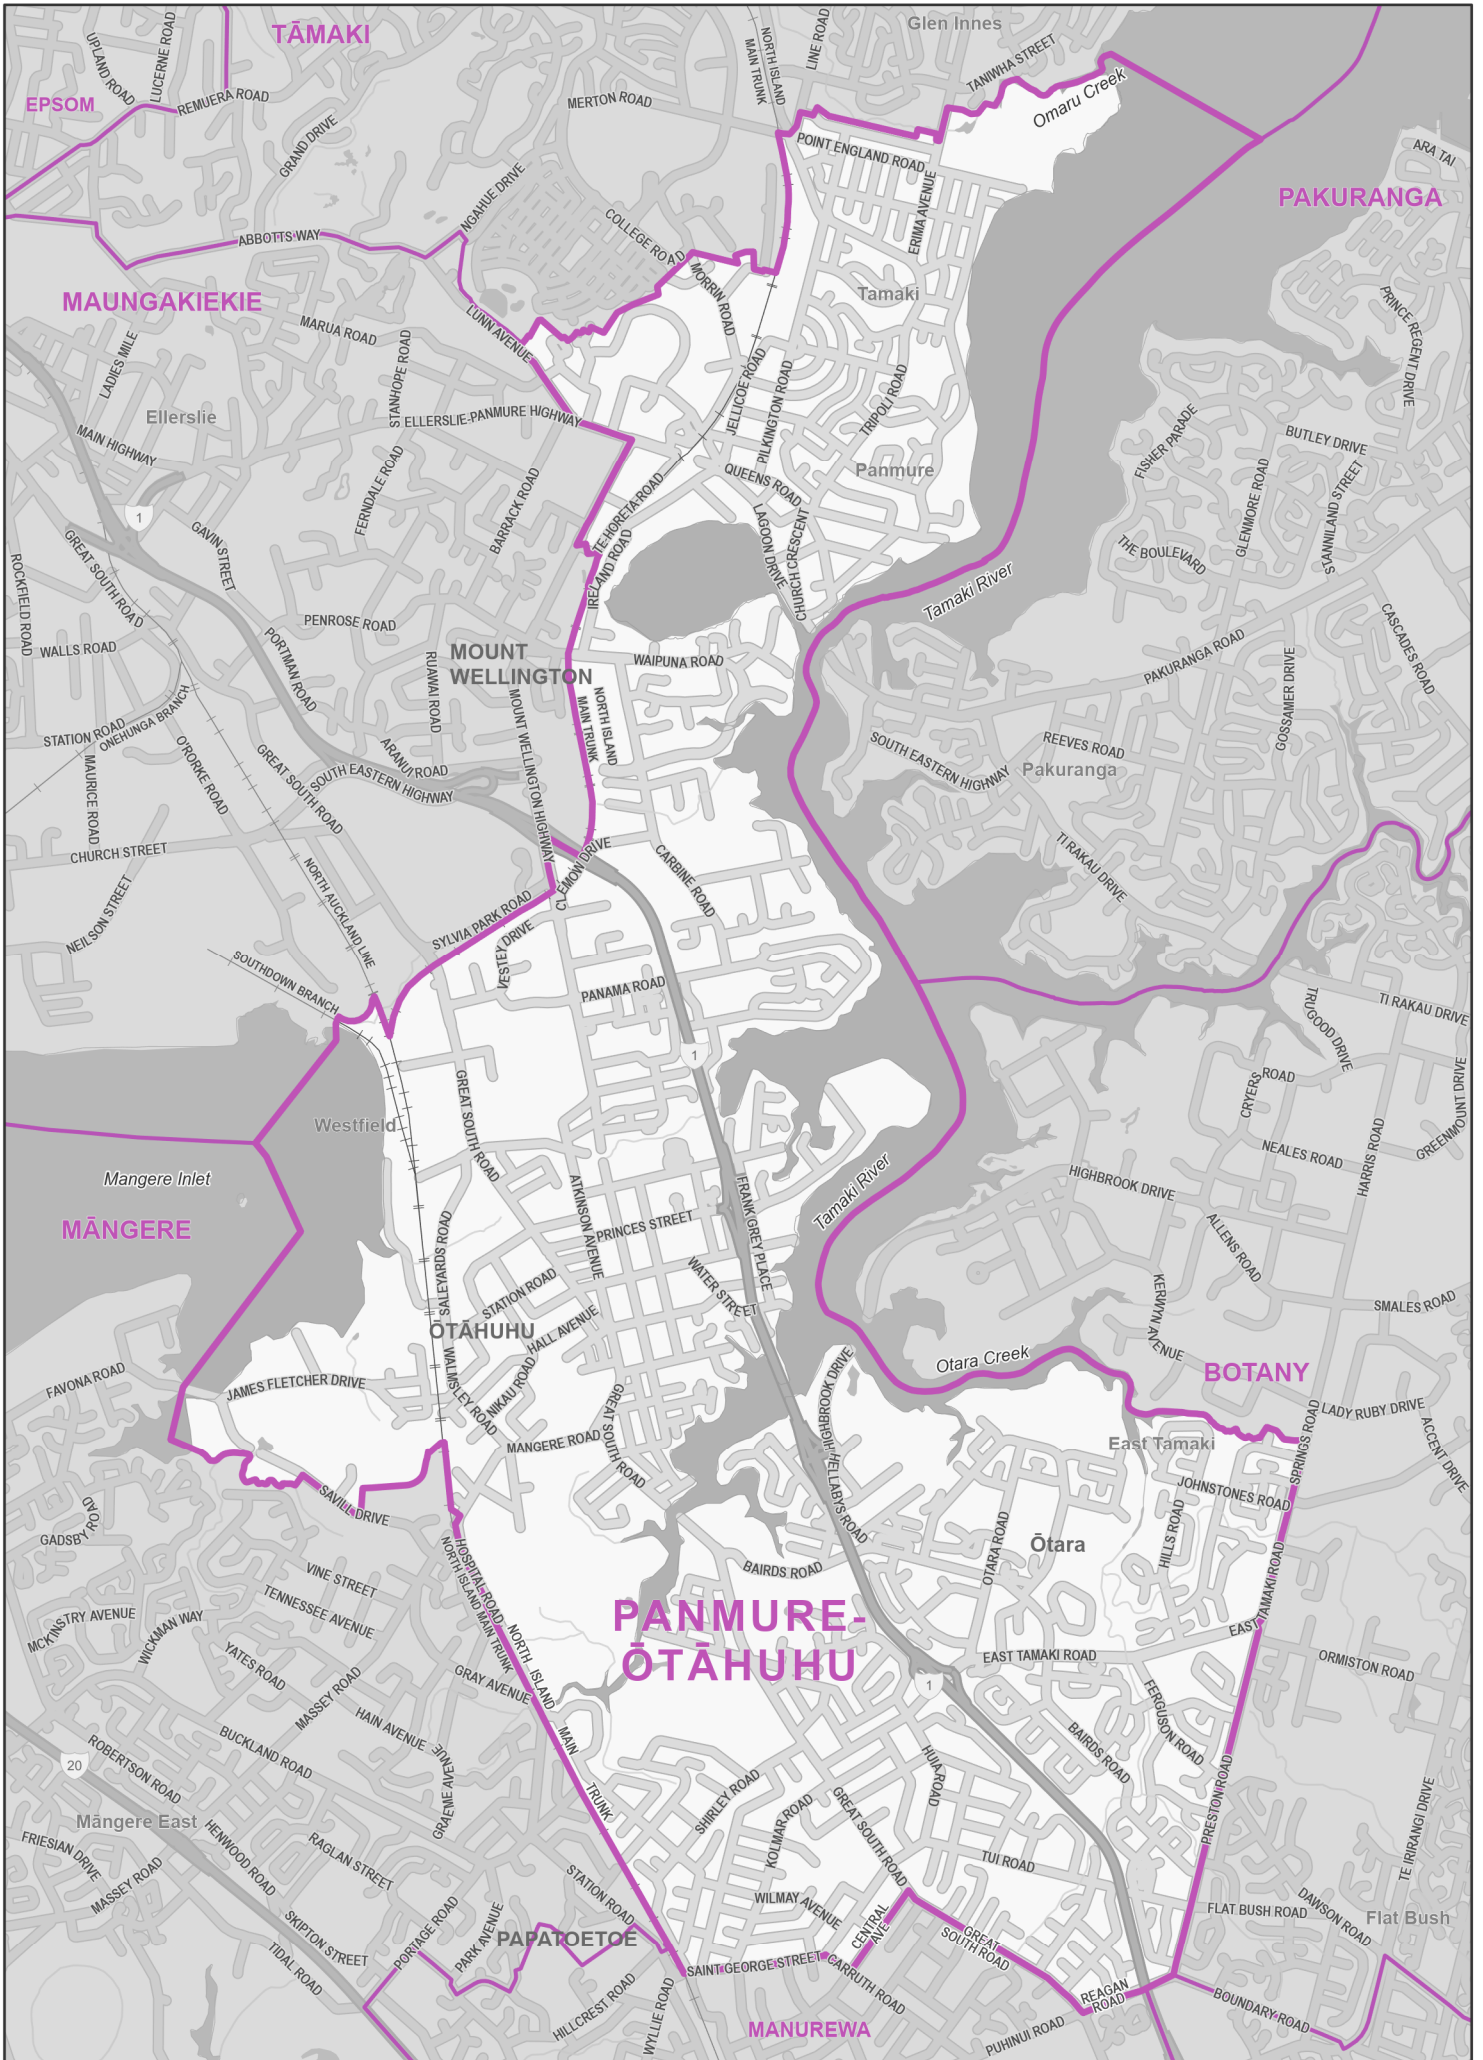 TĀMAKI
Glen Innes
UPLAND ROAD
LUCERNE ROAD
NORTH ISLAND
MAIN TRUNK
LINE ROAD
TANIWHA STREET
EPSOM
REMUERA ROAD
MERTON ROAD
Omaru Creek
GRAND DRIVE
POINT ENGLAND ROAD
ARA TAI
NGAHUE DRIVE
PAKURANGA
ERIMA AVENUE
COLLEGE ROAD
ABBOTTS WAY
MORRIN ROAD
Tamaki
MAUNGAKIEKIE
LUNN AVENUE
PRINCE REGENT DRIVE
MARUA ROAD
LADIES MILE
STANHOPE ROAD
JELLICOE ROAD
PILKINGTON ROAD
TRIPOLI ROAD
Ellerslie
ELLERSLIE-PANMURE HIGHWAY
MAIN HIGHWAY
FISHER PARADE
BUTLEY DRIVE
FERNDALE ROAD
BARRACK ROAD
QUEENS ROAD
Panmure
GLENMORE ROAD
STANNILAND STREET
1
GAVIN STREET
TE HORETA ROAD
LAGOON DRIVE
CHURCH CRESCENT
GREAT SOUTH ROAD
THE BOULEVARD
ROCKFIELD ROAD
IRELAND ROAD
Tamaki River
PENROSE ROAD
CASCADES ROAD
WALLS ROAD
PORTMAN ROAD
RUAWAI ROAD
MOUNT
WELLINGTON
WAIPUNA ROAD
PAKURANGA ROAD
GOSSAMER DRIVE
MOUNT WELLINGTON HIGHWAY
NORTH ISLAND
MAIN TRUNK
STATION ROAD
ONEHUNGA BRANCH
MAURICE ROAD
O'RORKE ROAD
GREAT SOUTH ROAD
ARANUI ROAD
SOUTH EASTERN HIGHWAY
SOUTH EASTERN HIGHWAY
REEVES ROAD
Pakuranga
CHURCH STREET
CLEMOW DRIVE
CARBINE ROAD
TI RAKAU DRIVE
NEILSON STREET
NORTH AUCKLAND LINE
SYLVIA PARK ROAD
VESTEY DRIVE
SOUTHDOWN BRANCH
PANAMA ROAD
TRUGOOD DRIVE
TI RAKAU DRIVE
1
GREAT SOUTH ROAD
CRYERS ROAD
GREENMOUNT DRIVE
Westfield
NEALES ROAD
HARRIS ROAD
Mangere Inlet
ATKINSON AVENUE
FRANK GREY PLACE
Tamaki River
HIGHBROOK DRIVE
MĀNGERE
PRINCES STREET
ALLENS ROAD
SALEYARDS ROAD
STATION ROAD
WATER STREET
KERWYN AVENUE
SMALES ROAD
ŌTĀHUHU
HALL AVENUE
Otara Creek
BOTANY
FAVONA ROAD
JAMES FLETCHER DRIVE
WALMSLEY ROAD
NIKAU ROAD
GREAT SOUTH ROAD
HIGHBROOK DRIVE
LADY RUBY DRIVE
MANGERE ROAD
East Tamaki
SPRINGS ROAD
ACCENT DRIVE
SAVILL DRIVE
HELLABYS ROAD
JOHNSTONES ROAD
GADSBY ROAD
OTARA ROAD
Ōtara
HILLS ROAD
VINE STREET
HOSPITAL ROAD
NORTH ISLAND MAIN TRUNK
BAIRDS ROAD
TENNESSEE AVENUE
MCKINSTRY AVENUE
WICKMAN WAY
PANMURE-
ŌTĀHUHU
EAST TAMAKI ROAD
NORTH ISLAND MAIN TRUNK
YATES ROAD
MASSEY ROAD
GRAY AVENUE
EAST TAMAKI ROAD
ORMISTON ROAD
1
HAIN AVENUE
FERGUSON ROAD
BUCKLAND ROAD
BAIRDS ROAD
20
ROBERTSON ROAD
GRAEME AVENUE
HUIA ROAD
SHIRLEY ROAD
KOLMAR ROAD
GREAT SOUTH ROAD
PRESTON ROAD
TE IRIRANGI DRIVE
Māngere East
HENWOOD ROAD
RAGLAN STREET
FRIESIAN DRIVE
MASSEY ROAD
TUI ROAD
STATION ROAD
WILMAY AVENUE
CENTRAL
AVE
FLAT BUSH ROAD
DAWSON ROAD
Flat Bush
SKIPTON STREET
PORTAGE ROAD
PARK AVENUE
PAPATOETOE
GREAT
SOUTH ROAD
TIDAL ROAD
SAINT GEORGE STREET
CARRUTH ROAD
REAGAN
ROAD
BOUNDARY ROAD
HILLCREST ROAD
WYLLIE ROAD
MANUREWA
PUHINUI ROAD